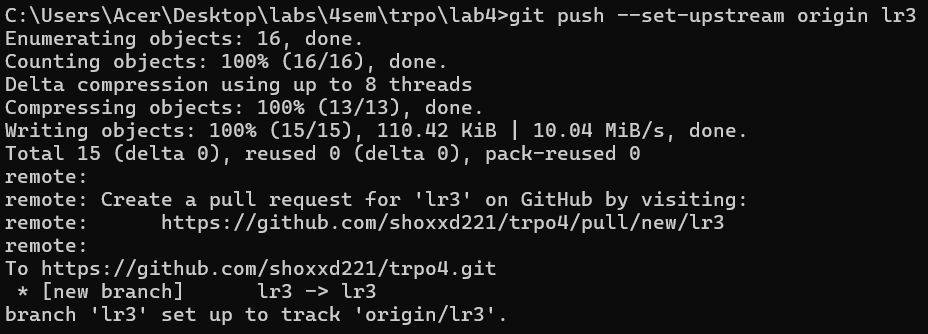 C:\Users\Acer\Desktop\labs\4sem\trpo\lab4>git push --set-upstream origin lr3
Enumerating objects: 16, done.
Counting objects: 100% (16/16), done.
Delta compression using up to 8 threads
Compressing objects: 100% (13/13), done.
Writing objects: 100% (15/15), 110.42 KiB | 10.04 MiB/s, done.
Total 15 (delta 0), reused 0 (delta 0), pack-reused 0
remote:
remote: Create a pull request for 'lr3' on GitHub by visiting:
remote:      https://github.com/shoxxd221/trpo4/pull/new/lr3
remote:
To https://github.com/shoxxd221/trpo4.git
 * [new branch]      lr3 -> lr3
branch 'lr3' set up to track 'origin/lr3'.